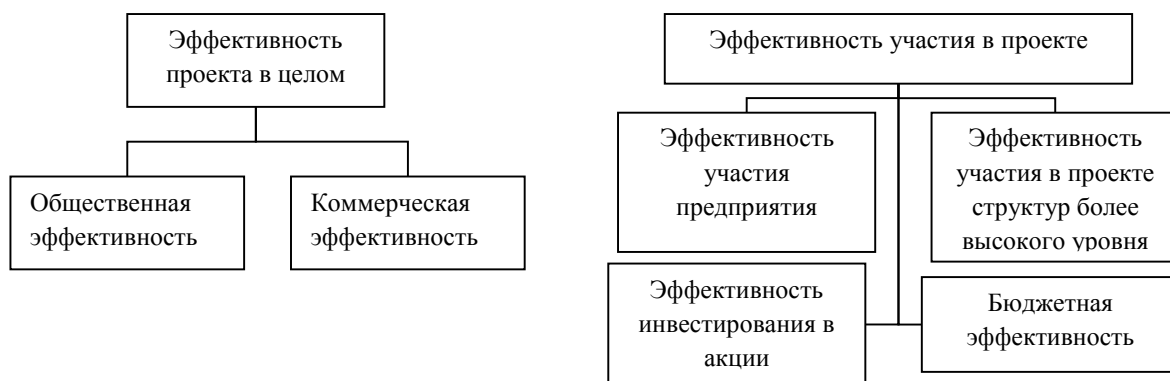 Эффективность
проекта в целом
Общественная
эффективность
Коммерческая
эффективность
Эффективность участия в проекте
Эффективность
участия
предприятия
Эффективность
участия в проекте
структур более
высокого уровня
Эффективность
инвестирования в
акции
Бюджетная
эффективность